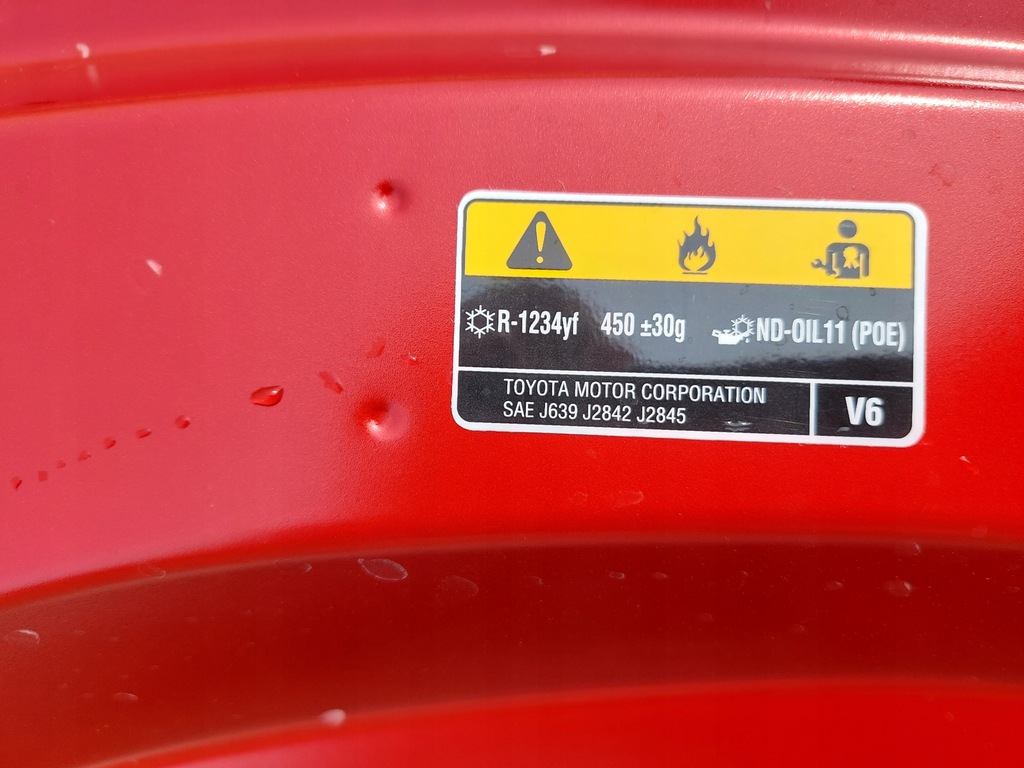 R-1234yf 450 ±30g ND-OIL11 (POE)
TOYOTA MOTOR CORPORATION
SAE J639 J2842 J2845
V6